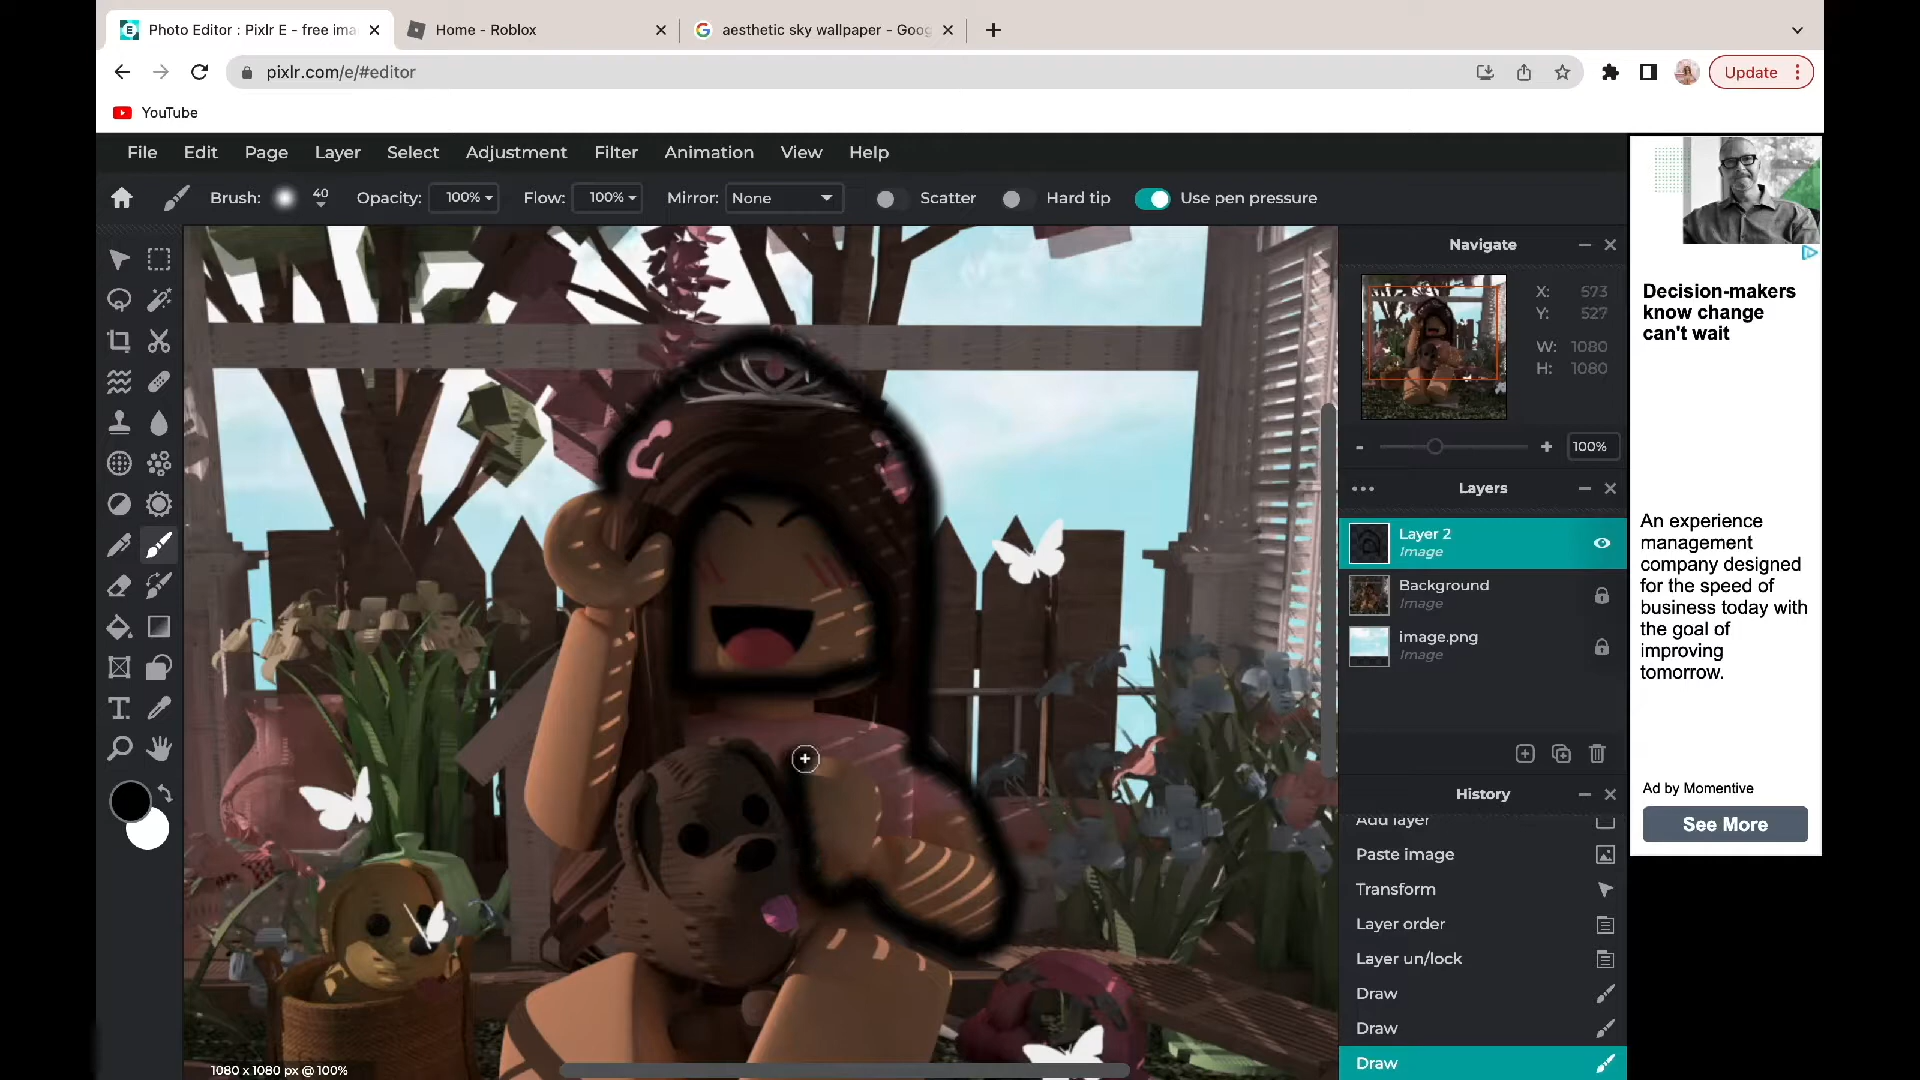 Photo Editor : Pixlr E - free ima
Home - Roblox
aesthetic sky wallpaper - Goog
pixlr.com/e/#editor
Update
YouTube
File Edit Page Layer Select Adjustment Filter Animation View Help
Brush: 40 Opacity: 100% Flow: 100% Mirror: None Scatter Hard tip Use pen pressure
Navigate
X: 573
Y: 527
W: 1080
H: 1080
100%
Layers
Layer 2
Image
Background
Image
image.png
Image
History
Add layer
Paste image
Transform
Layer order
Layer un/lock
Draw
Draw
Draw
1080 x 1080 px @ 100%
Decision-makers
know change
can't wait
An experience
management
company designed
for the speed of
business today with
the goal of
improving
tomorrow.
Ad by Momentive
See More